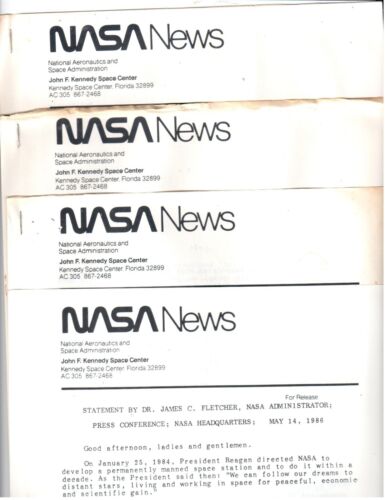 NASA News
National Aeronautics and
Space Administration
John F. Kennedy Space Center
Kennedy Space Center, Florida 32899
AC 305 867-2468
NASA News
National Aeronautics and
Space Administration
John F. Kennedy Space Center
Kennedy Space Center, Florida 32899
AC 305 867-2468
NASA News
National Aeronautics and
Space Administration
John F. Kennedy Space Center
Kennedy Space Center, Florida 32899
AC 305 867-2468
NASA News
National Aeronautics and
Space Administration
John F. Kennedy Space Center
Kennedy Space Center, Florida 32899
AC 305 867-2468
For Release
STATEMENT BY DR. JAMES C. FLETCHER, NASA ADMINISTRATOR;
PRESS CONFERENCE; NASA HEADQUARTERS; MAY 14, 1986
Good afternoon, ladies and gentlemen.
On January 25, 1984, President Reagan directed NASA to
develop a permanently manned space station and to do it within a
decade. As the President said then: "We can follow our dreams to
distant stars, living and working in space for peaceful, economic
and scientific gain."